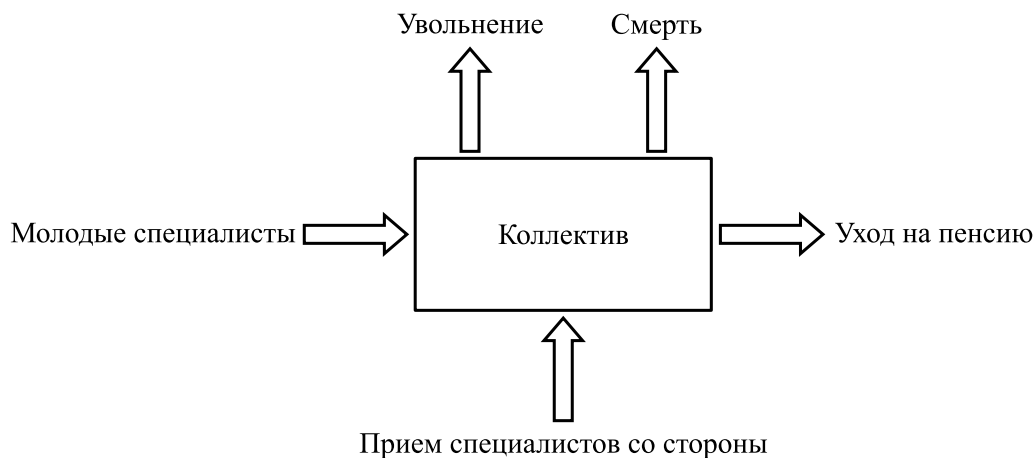 Увольнение
Смерть
Молодые специалисты
Коллектив
Уход на пенсию
Прием специалистов со стороны